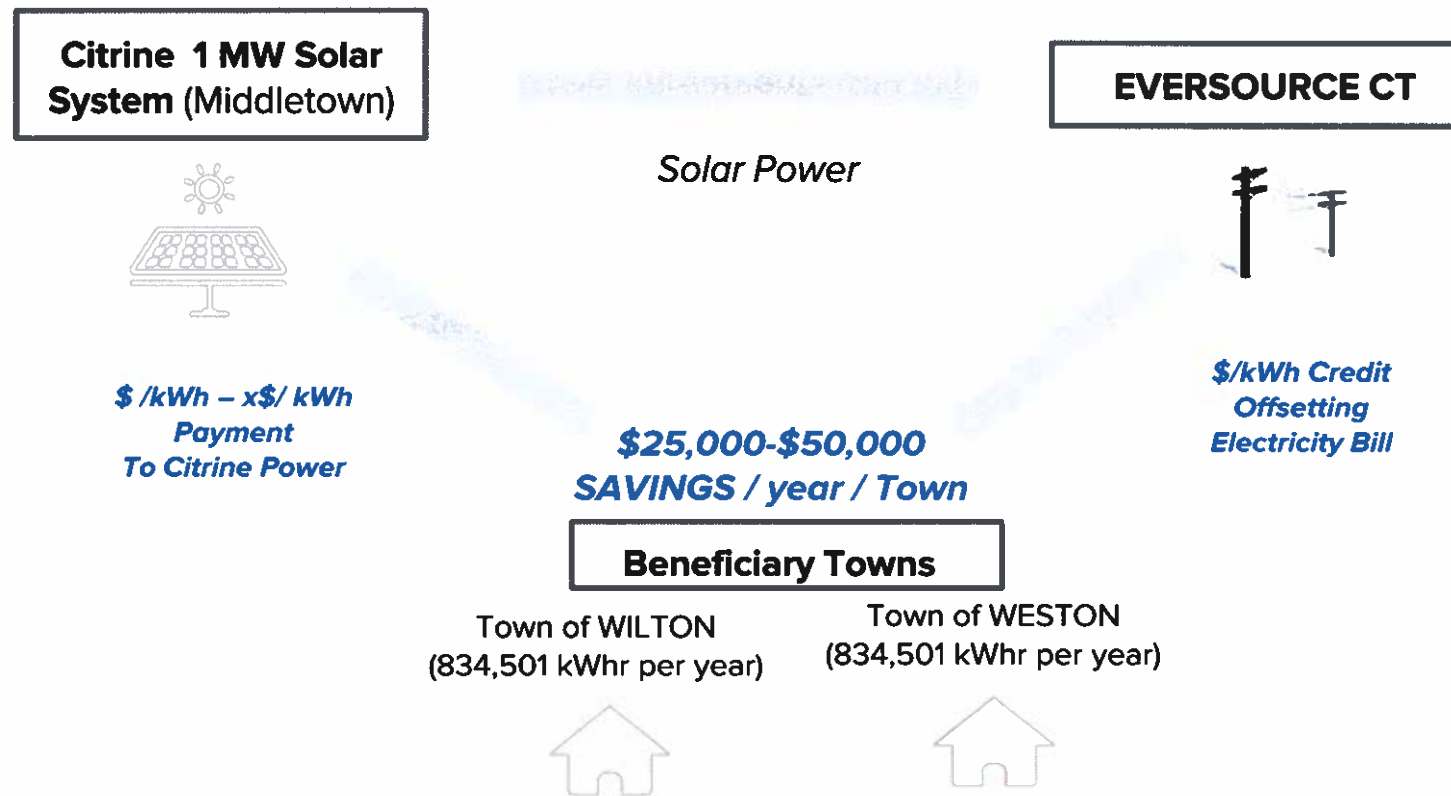 Citrine 1 MW Solar
System (Middletown)
EVERSOURCE CT
Solar Power
$ /kWh – x$/ kWh
Payment
To Citrine Power
$/kWh Credit
Offsetting
Electricity Bill
$25,000-$50,000
SAVINGS / year / Town
Beneficiary Towns
Town of WILTON
(834,501 kWhr per year)
Town of WESTON
(834,501 kWhr per year)